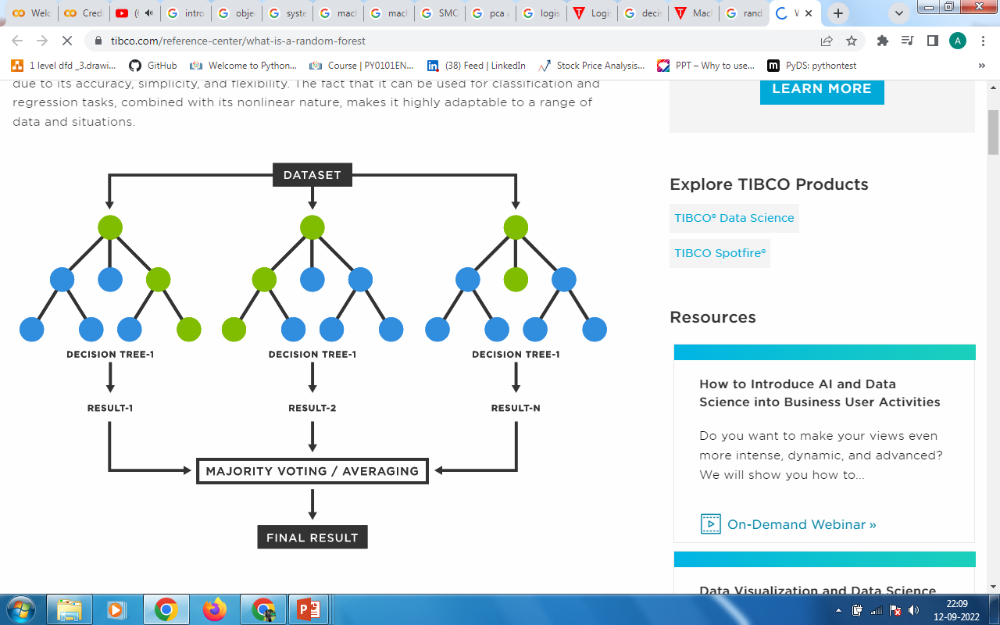 Welc
Cred
(
intro
obje
syste
mach
mach
SMC
pca a
logis
Logi
decis
Mach
rand
W
tibco.com/reference-center/what-is-a-random-forest
A
1 level dfd _3.drawi...
GitHub
Welcome to Python...
Course | PY0101EN...
(38) Feed | LinkedIn
Stock Price Analysis...
PPT – Why to use...
PyDS: pythontest
»
due to its accuracy, simplicity, and flexibility. The fact that it can be used for classification and
regression tasks, combined with its nonlinear nature, makes it highly adaptable to a range of
data and situations.
DATASET
DECISION TREE-1
DECISION TREE-1
DECISION TREE-1
RESULT-1
RESULT-2
RESULT-N
MAJORITY VOTING / AVERAGING
FINAL RESULT
LEARN MORE
Explore TIBCO Products
TIBCO® Data Science
TIBCO Spotfire®
Resources
How to Introduce AI and Data
Science into Business User Activities
Do you want to make your views even
more intense, dynamic, and advanced?
We will show you how to...
On-Demand Webinar »
Data Visualization and Data Science
22:09
12-09-2022